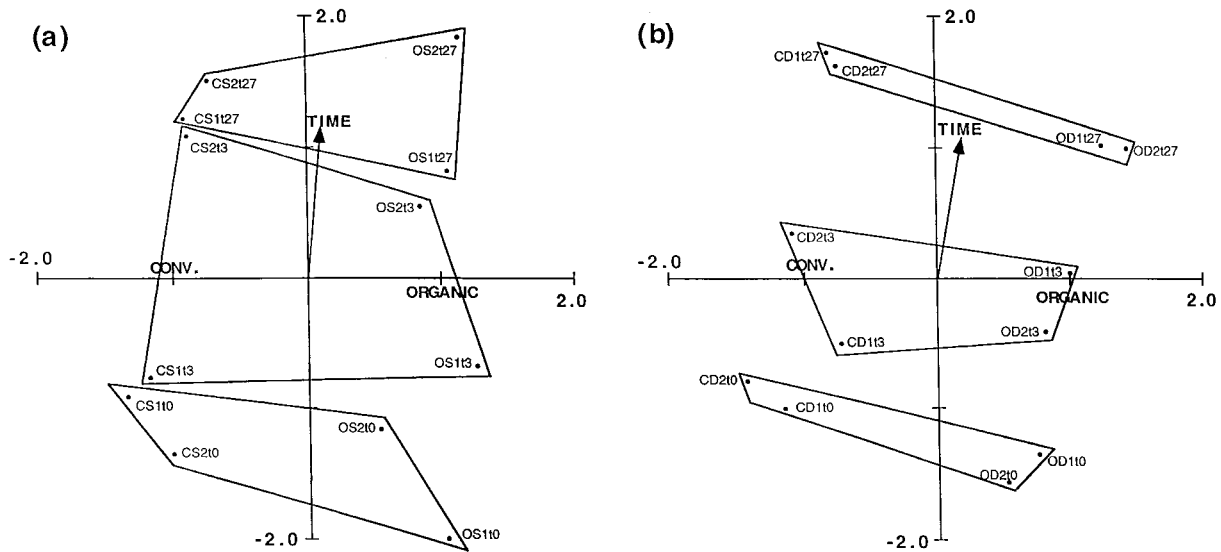 (a)
2.0
OS2t27
CS2t27
CS1t27
TIME
CS2t3
OS1t27
OS2t3
-2.0
CONV.
ORGANIC
2.0
CS1t3
OS1t3
CS1t0
OS2t0
CS2t0
OS1t0
-2.0
(b)
2.0
CD1t27
CD2t27
TIME
OD1t27
OD2t27
CD2t3
-2.0
CONV.
OD1t3
ORGANIC
2.0
OD2t3
CD1t3
CD2t0
CD1t0
OD1t0
OD2t0
-2.0